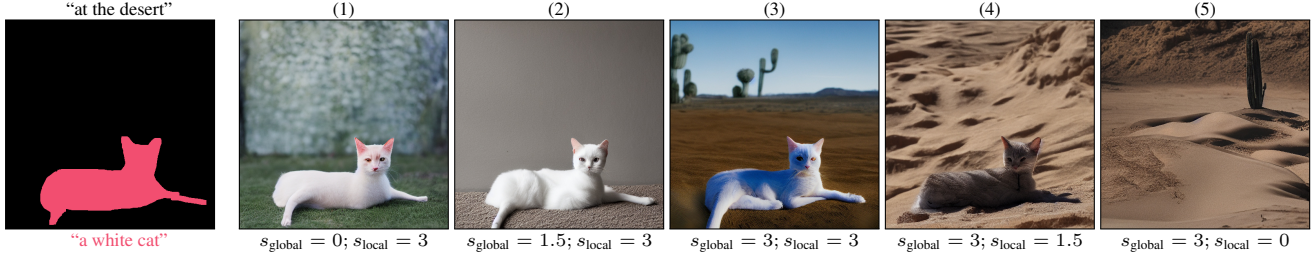 “at the desert”
(1)
(2)
(3)
(4)
(5)
“a white cat”
s_global = 0; s_local = 3
s_global = 1.5; s_local = 3
s_global = 3; s_local = 3
s_global = 3; s_local = 1.5
s_global = 3; s_local = 0